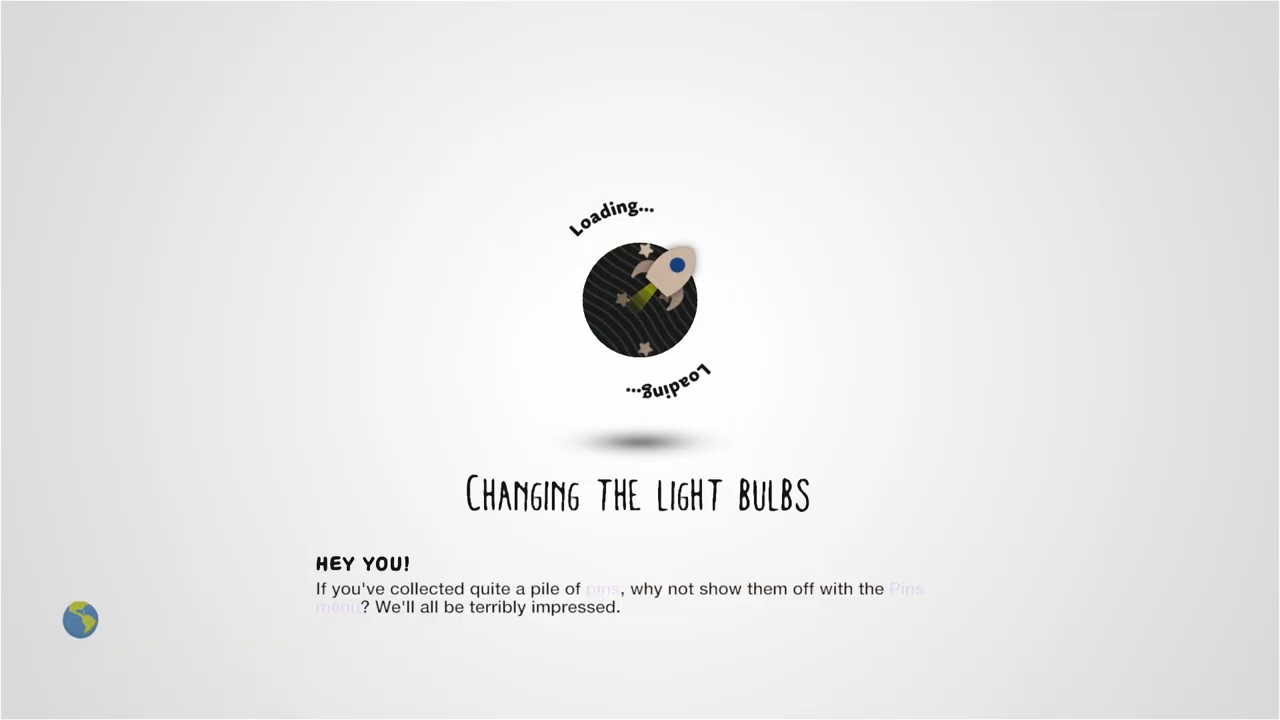 Loading...
Loading...
CHANGING THE LIGHT BULBS
HEY YOU!
If you've collected quite a pile of pins, why not show them off with the Pins
menu? We'll all be terribly impressed.